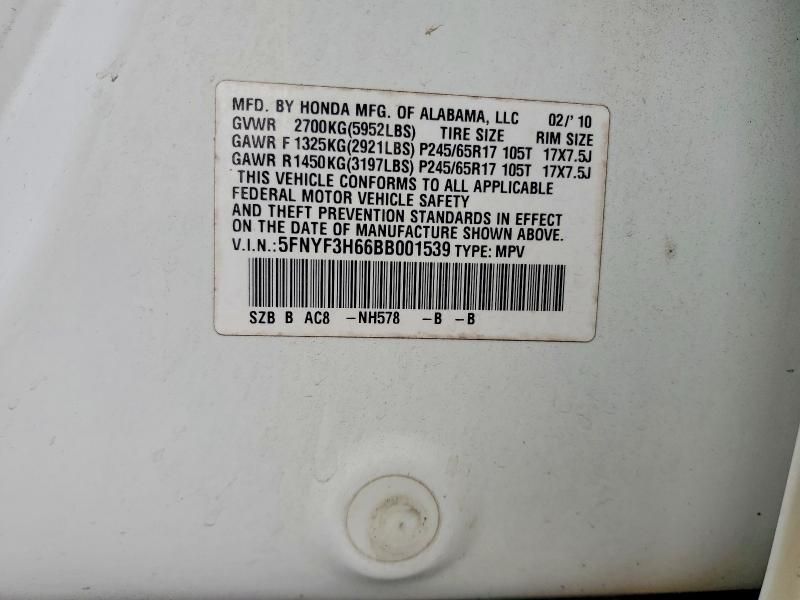 MFD. BY HONDA MFG. OF ALABAMA, LLC 02/'10
GVWR 2700KG(5952LBS) TIRE SIZE RIM SIZE
GAWR F 1325KG(2921LBS) P245/65R17 105T 17X7.5J
GAWR R1450KG(3197LBS) P245/65R17 105T 17X7.5J
THIS VEHICLE CONFORMS TO ALL APPLICABLE
FEDERAL MOTOR VEHICLE SAFETY
AND THEFT PREVENTION STANDARDS IN EFFECT
ON THE DATE OF MANUFACTURE SHOWN ABOVE.
V.I.N.:5FNYF3H66BB001539 TYPE: MPV
SZB B AC8 -NH578 -B -B